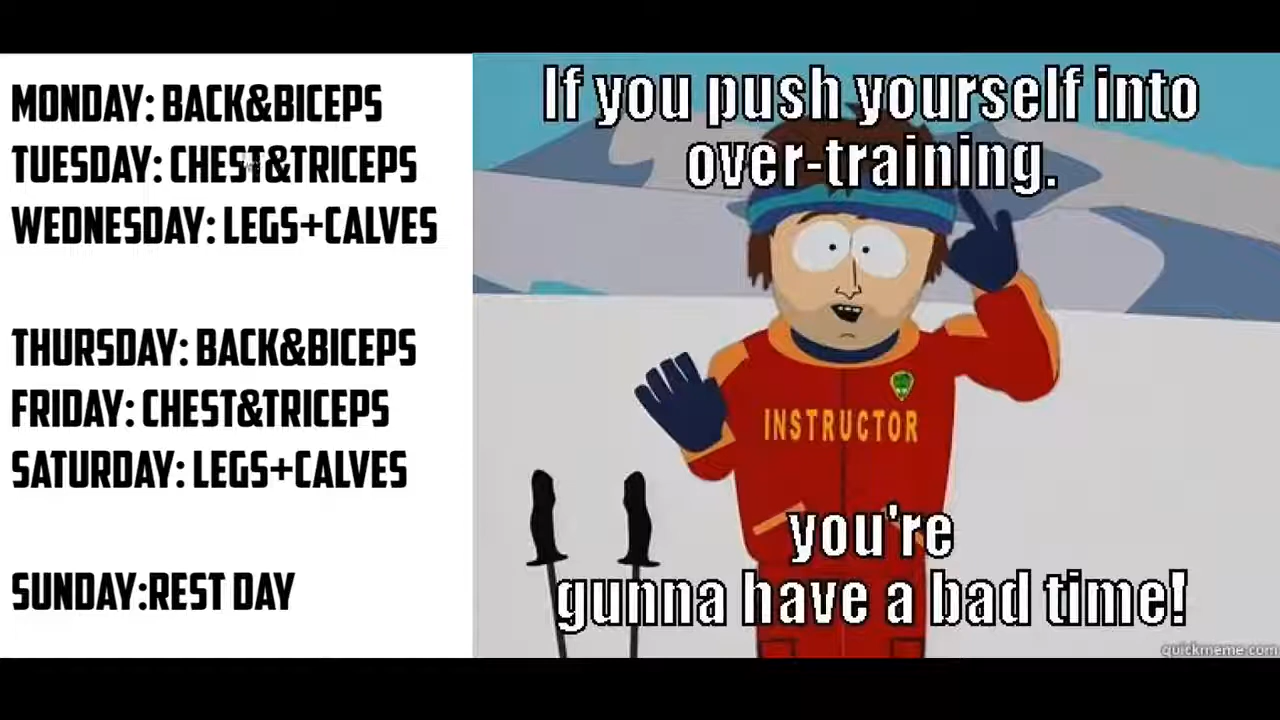 MONDAY: BACK&BICEPS
TUESDAY: CHEST&TRICEPS
WEDNESDAY: LEGS+CALVES
THURSDAY: BACK&BICEPS
FRIDAY: CHEST&TRICEPS
SATURDAY: LEGS+CALVES
SUNDAY:REST DAY
If you push yourself into
over-training.
INSTRUCTOR
you're
gunna have a bad time!
quickmeme.com